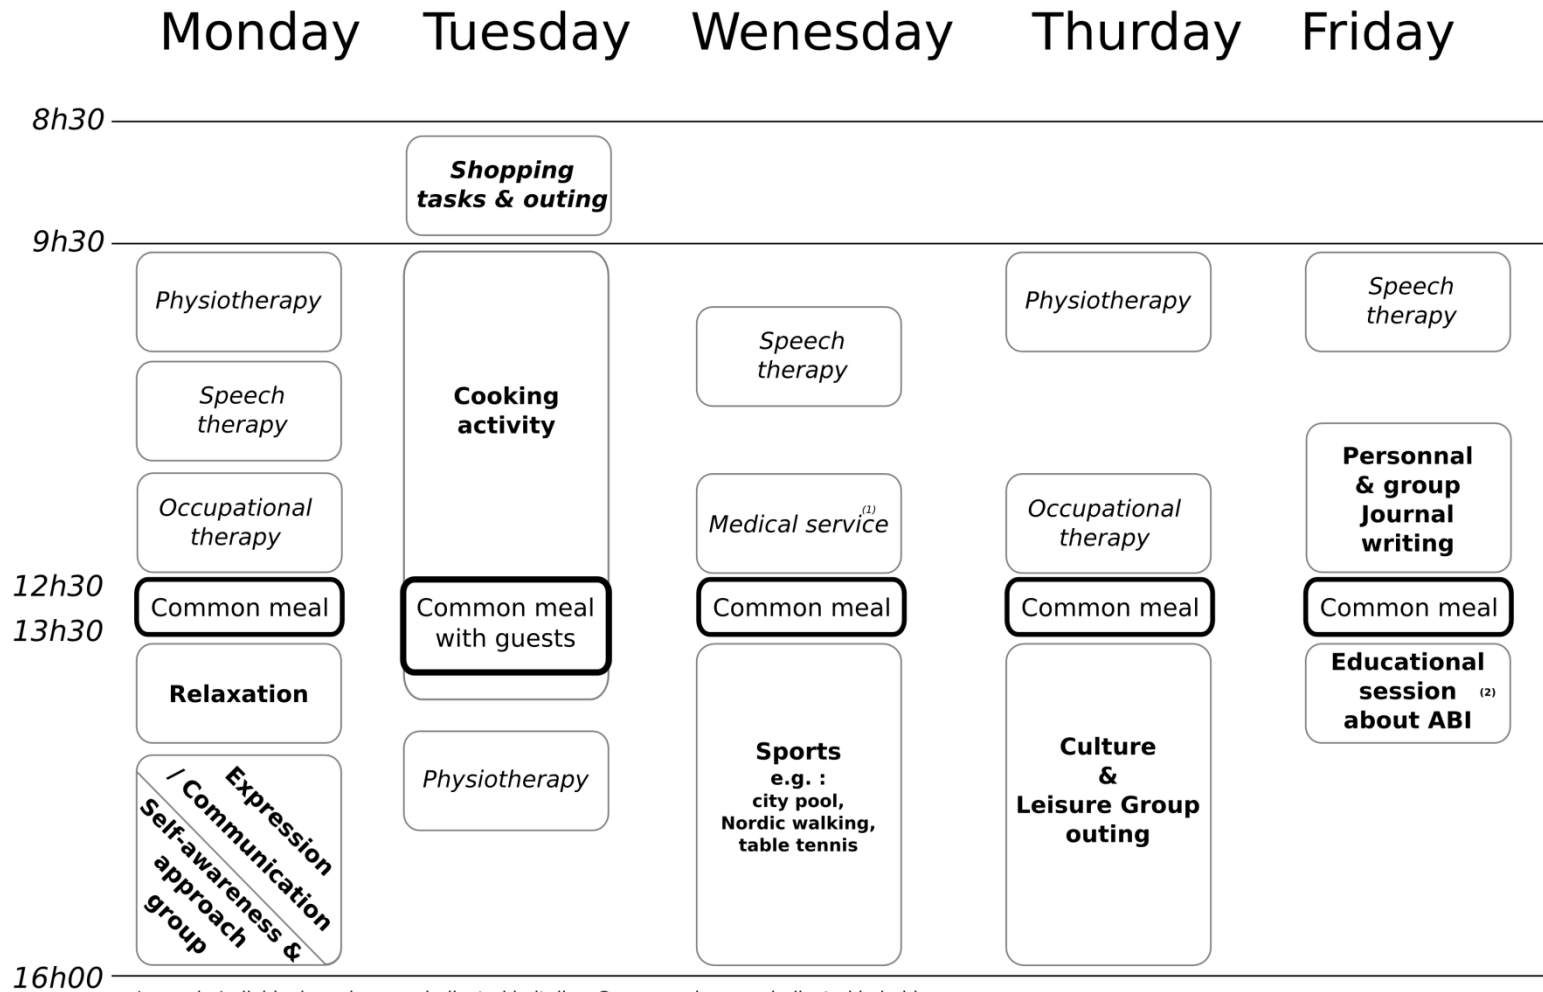 Monday Tuesday Wenesday Thurday Friday
8h30
Shopping
tasks & outing
9h30
Physiotherapy
Speech
therapy
Occupational
therapy
Cooking
activity
Speech
therapy
Medical service (1)
Physiotherapy
Occupational
therapy
Speech
therapy
Personnal
& group
Journal
writing
12h30
13h30
Common meal
Common meal
with guests
Common meal
Common meal
Common meal
Relaxation
Expression
/ Communication
Self-awareness &
approach
group
Physiotherapy
Sports
e.g. :
city pool,
Nordic walking,
table tennis
Culture
&
Leisure Group
outing
Educational
session (2)
about ABI
16h00